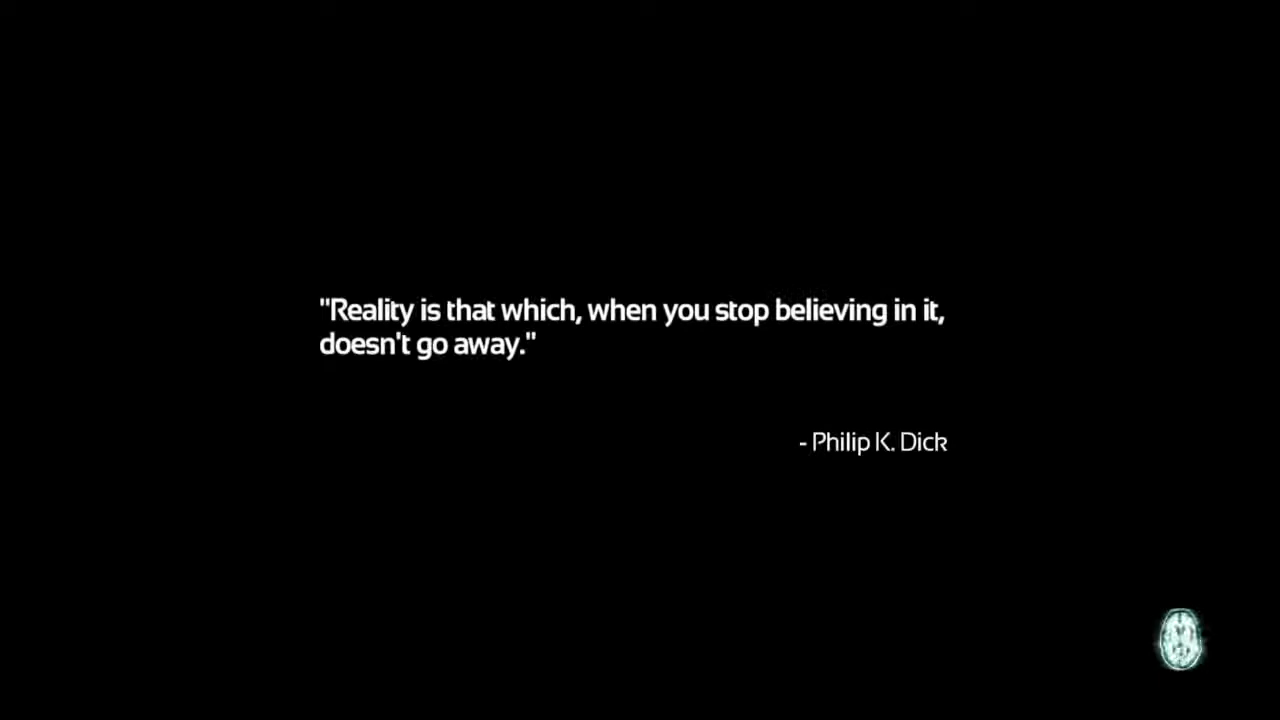 "Reality is that which, when you stop believing in it,
doesn't go away."
- Philip K. Dick